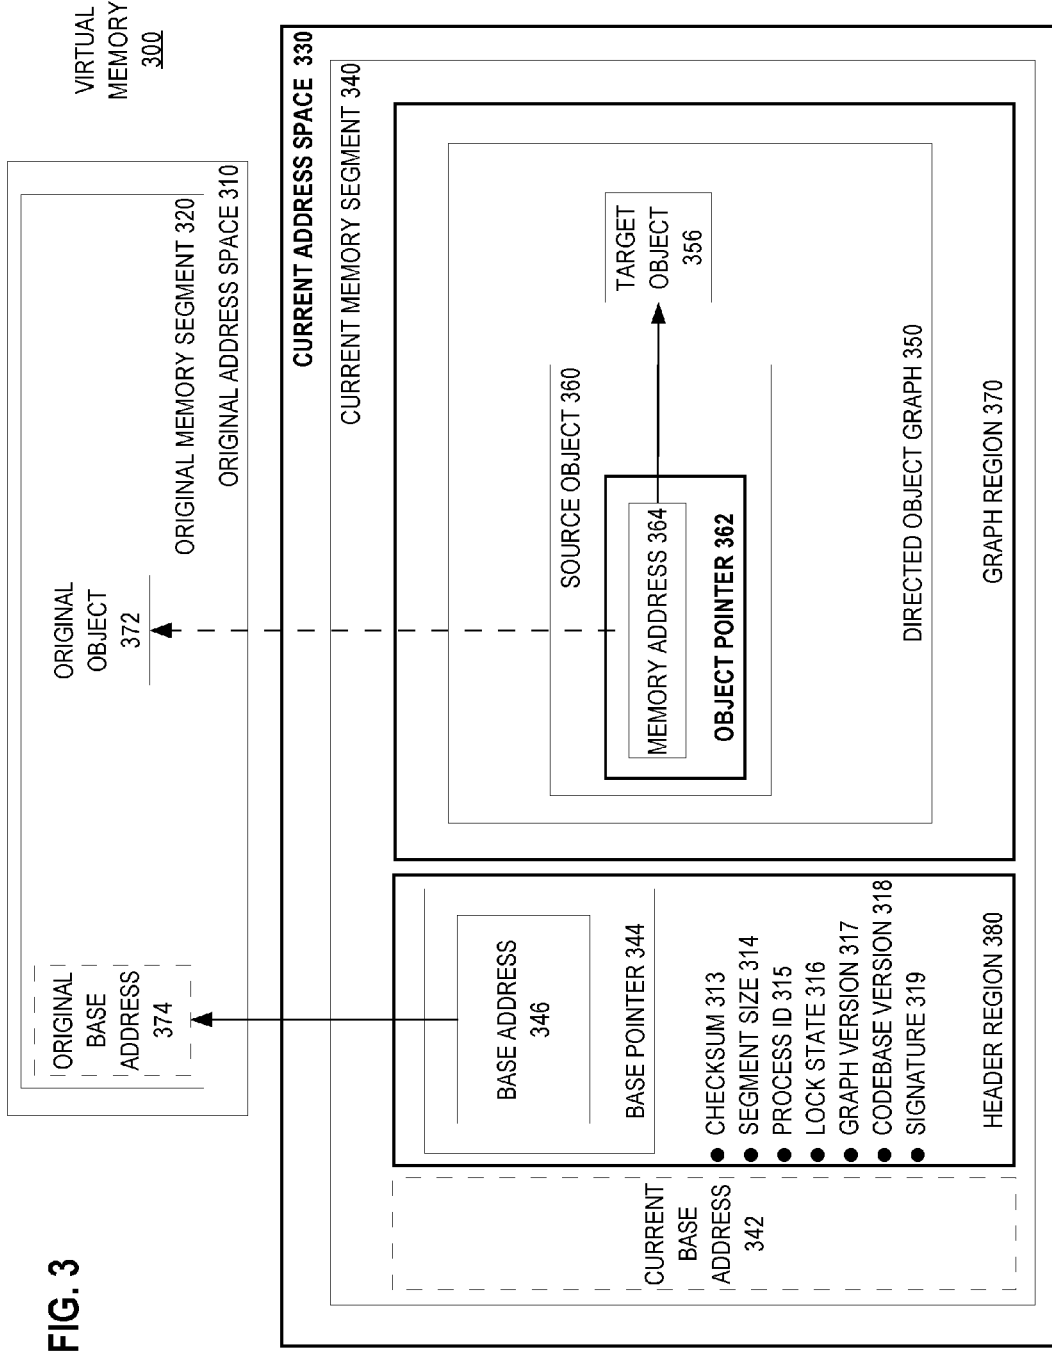 FIG. 3
VIRTUAL
MEMORY
300
ORIGINAL
BASE
ADDRESS
374
ORIGINAL
OBJECT
372
ORIGINAL MEMORY SEGMENT 320
ORIGINAL ADDRESS SPACE 310
CURRENT ADDRESS SPACE 330
CURRENT MEMORY SEGMENT 340
CURRENT
BASE
ADDRESS
342
BASE ADDRESS
346
BASE POINTER 344
● CHECKSUM 313
● SEGMENT SIZE 314
● PROCESS ID 315
● LOCK STATE 316
● GRAPH VERSION 317
● CODEBASE VERSION 318
● SIGNATURE 319
HEADER REGION 380
SOURCE OBJECT 360
MEMORY ADDRESS 364
OBJECT POINTER 362
TARGET
OBJECT
356
DIRECTED OBJECT GRAPH 350
GRAPH REGION 370